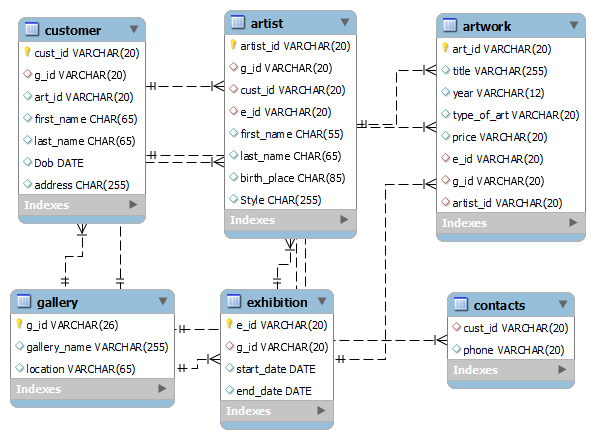 customer
cust_id VARCHAR(20)
g_id VARCHAR(20)
art_id VARCHAR(20)
first_name CHAR(65)
last_name CHAR(65)
Dob DATE
address CHAR(255)
Indexes
artist
artist_id VARCHAR(20)
g_id VARCHAR(20)
cust_id VARCHAR(20)
e_id VARCHAR(20)
first_name CHAR(55)
last_name CHAR(65)
birth_place CHAR(85)
Style CHAR(255)
Indexes
artwork
art_id VARCHAR(20)
title VARCHAR(255)
year VARCHAR(12)
type_of_art VARCHAR(20)
price VARCHAR(20)
e_id VARCHAR(20)
g_id VARCHAR(20)
artist_id VARCHAR(20)
Indexes
gallery
g_id VARCHAR(26)
gallery_name VARCHAR(255)
location VARCHAR(65)
Indexes
exhibition
e_id VARCHAR(20)
g_id VARCHAR(20)
start_date DATE
end_date DATE
Indexes
contacts
cust_id VARCHAR(20)
phone VARCHAR(20)
Indexes